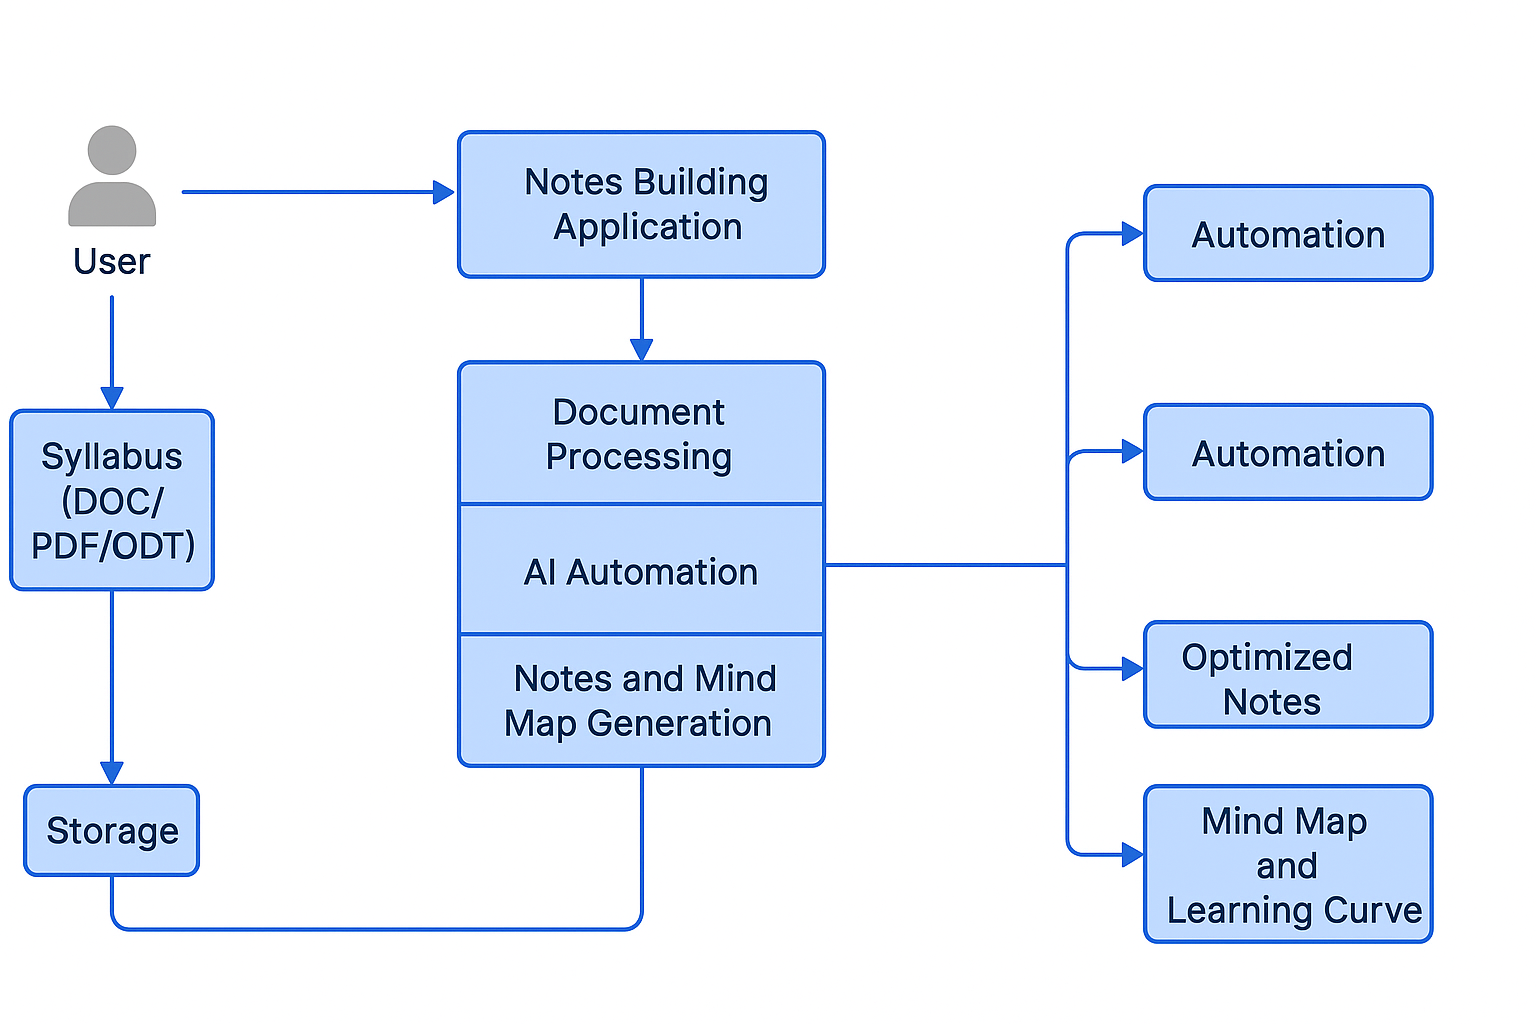 User
Syllabus
(DOC/
PDF/ODT)
Storage
Notes Building
Application
Document
Processing
AI Automation
Notes and Mind
Map Generation
Automation
Automation
Optimized
Notes
Mind Map
and
Learning Curve